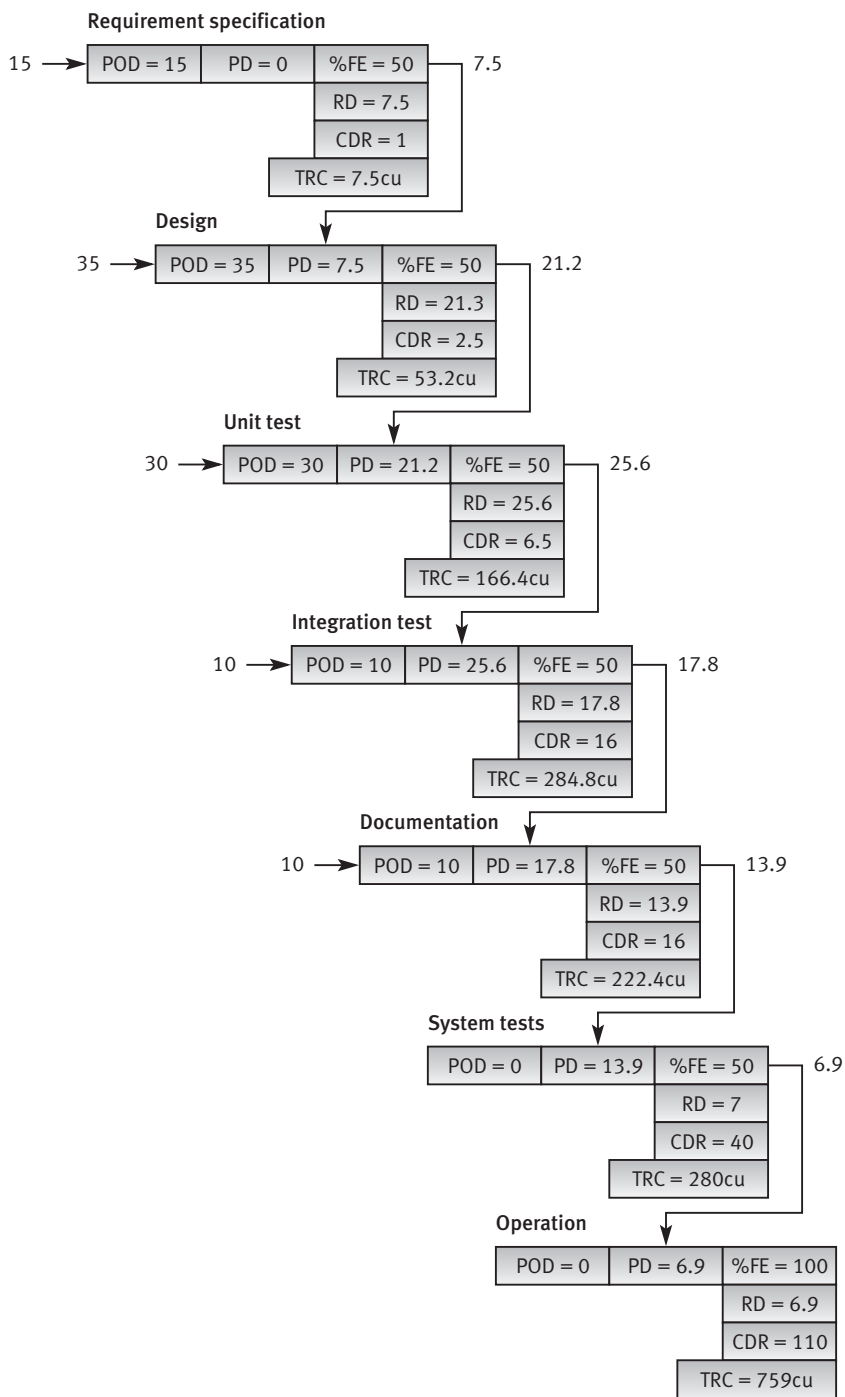 Requirement specification
15 POD = 15 PD = 0 %FE = 50 7.5
RD = 7.5
CDR = 1
TRC = 7.5cu
Design
35 POD = 35 PD = 7.5 %FE = 50 21.2
RD = 21.3
CDR = 2.5
TRC = 53.2cu
Unit test
30 POD = 30 PD = 21.2 %FE = 50 25.6
RD = 25.6
CDR = 6.5
TRC = 166.4cu
Integration test
10 POD = 10 PD = 25.6 %FE = 50 17.8
RD = 17.8
CDR = 16
TRC = 284.8cu
Documentation
10 POD = 10 PD = 17.8 %FE = 50 13.9
RD = 13.9
CDR = 16
TRC = 222.4cu
System tests
POD = 0 PD = 13.9 %FE = 50 6.9
RD = 7
CDR = 40
TRC = 280cu
Operation
POD = 0 PD = 6.9 %FE = 100
RD = 6.9
CDR = 110
TRC = 759cu